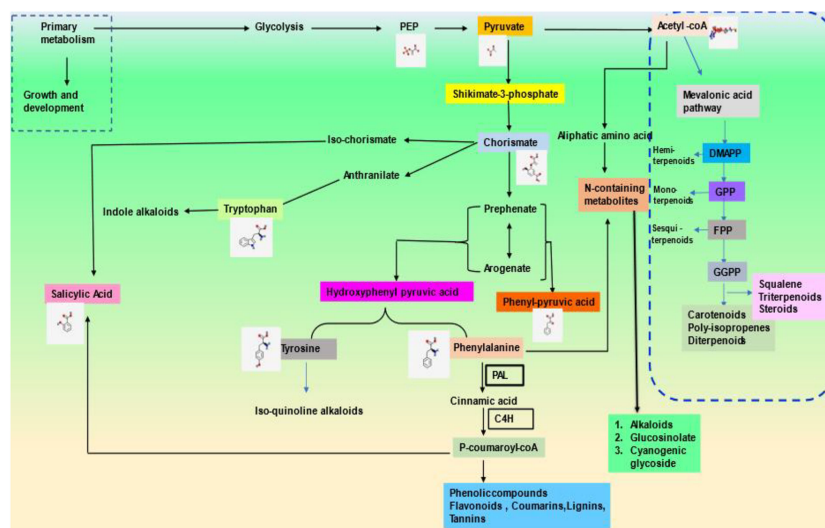 Primary
metabolism
Glycolysis
PEP
Pyruvate
Acetyl -coA
Growth and
development
Mevalonic acid
pathway
Shikimate-3-phosphate
Iso-chorismate
Chorismate
Aliphatic amino acid
Hemi-
terpenoids
DMAPP
Anthranilate
N-containing
metabolites
Mono-
terpenoids
GPP
Indole alkaloids
Tryptophan
Prephenate
Sesqui -
terpenoids
FPP
Arogenate
GGPP
Salicylic Acid
Hydroxyphenyl pyruvic acid
Phenyl-pyruvic acid
Squalene
Triterpenoids
Steroids
Carotenoids
Poly-isopropenes
Diterpenoids
Tyrosine
Phenylalanine
PAL
Iso-quinoline alkaloids
Cinnamic acid
C4H
1. Alkaloids
2. Glucosinolate
3. Cyanogenic
glycoside
P-coumaroyl-coA
Phenoliccompounds
Flavonoids , Coumarins,Lignins,
Tannins